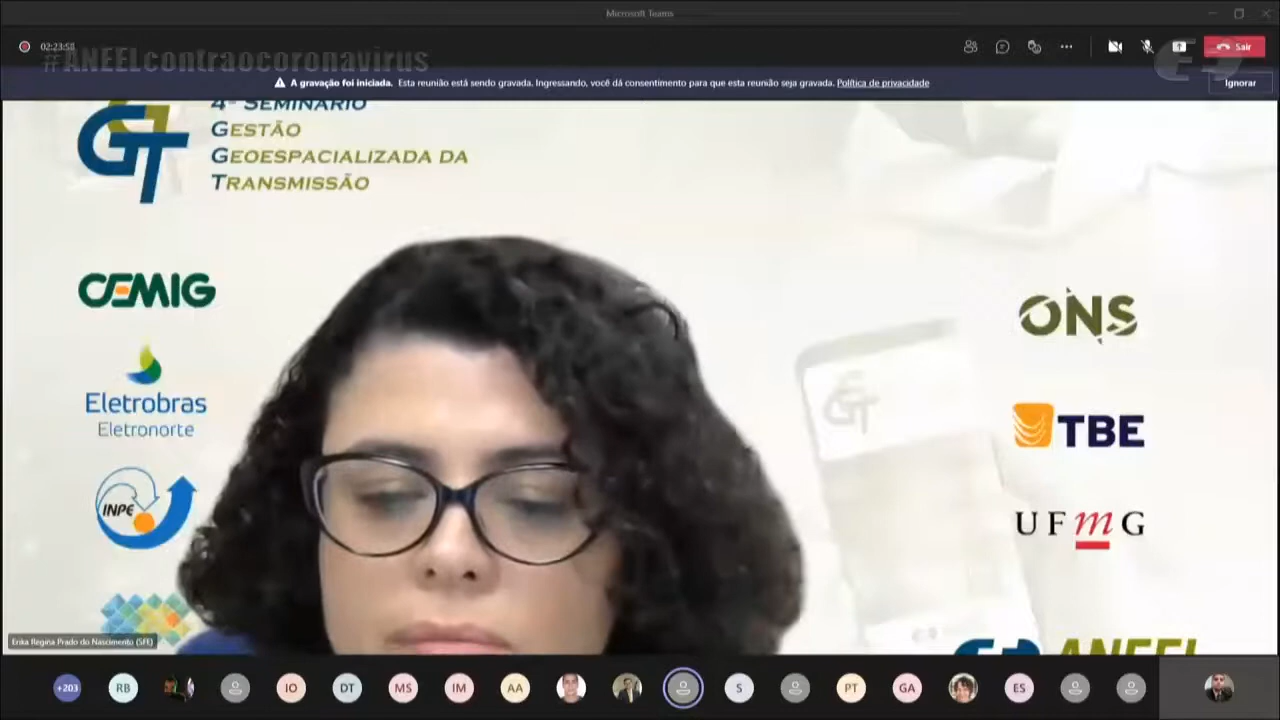 Microsoft Teams
02:23:58
#ANEELcontraocoronavirus
Sair
A gravação foi iniciada. Esta reunião está sendo gravada. Ingressando, você dá consentimento para que esta reunião seja gravada. Política de privacidade
Ignorar
GT
4º SEMINÁRIO
GESTÃO
GEOESPACIALIZADA DA
TRANSMISSÃO
CEMIG
ONS
Eletrobras
Eletronorte
TBE
INPE
UFMG
Erika Regina Prado do Nascimento (SFE)
ANEEL
+203
RB
IO
DT
MS
IM
AA
S
PT
GA
ES